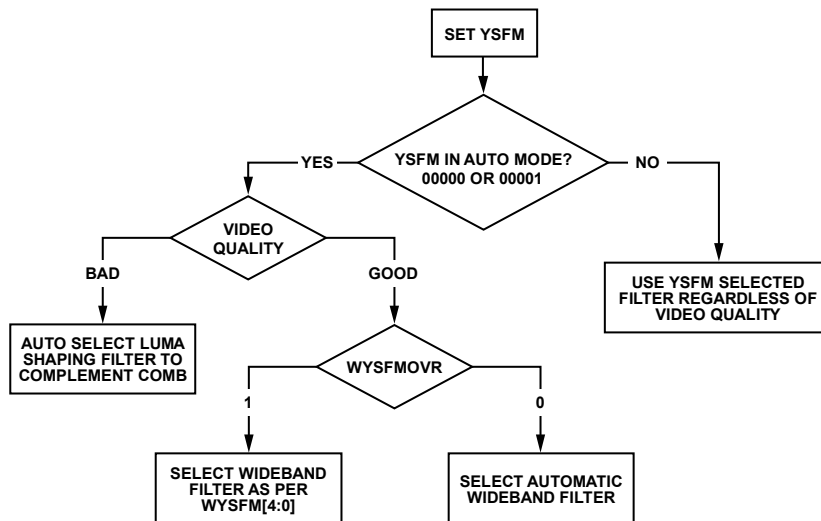 SET YSFM
YSFM IN AUTO MODE?
00000 OR 00001
YES
NO
VIDEO
QUALITY
BAD
GOOD
USE YSFM SELECTED
FILTER REGARDLESS OF
VIDEO QUALITY
AUTO SELECT LUMA
SHAPING FILTER TO
COMPLEMENT COMB
WYSFMOVR
1
0
SELECT WIDEBAND
FILTER AS PER
WYSFM[4:0]
SELECT AUTOMATIC
WIDEBAND FILTER